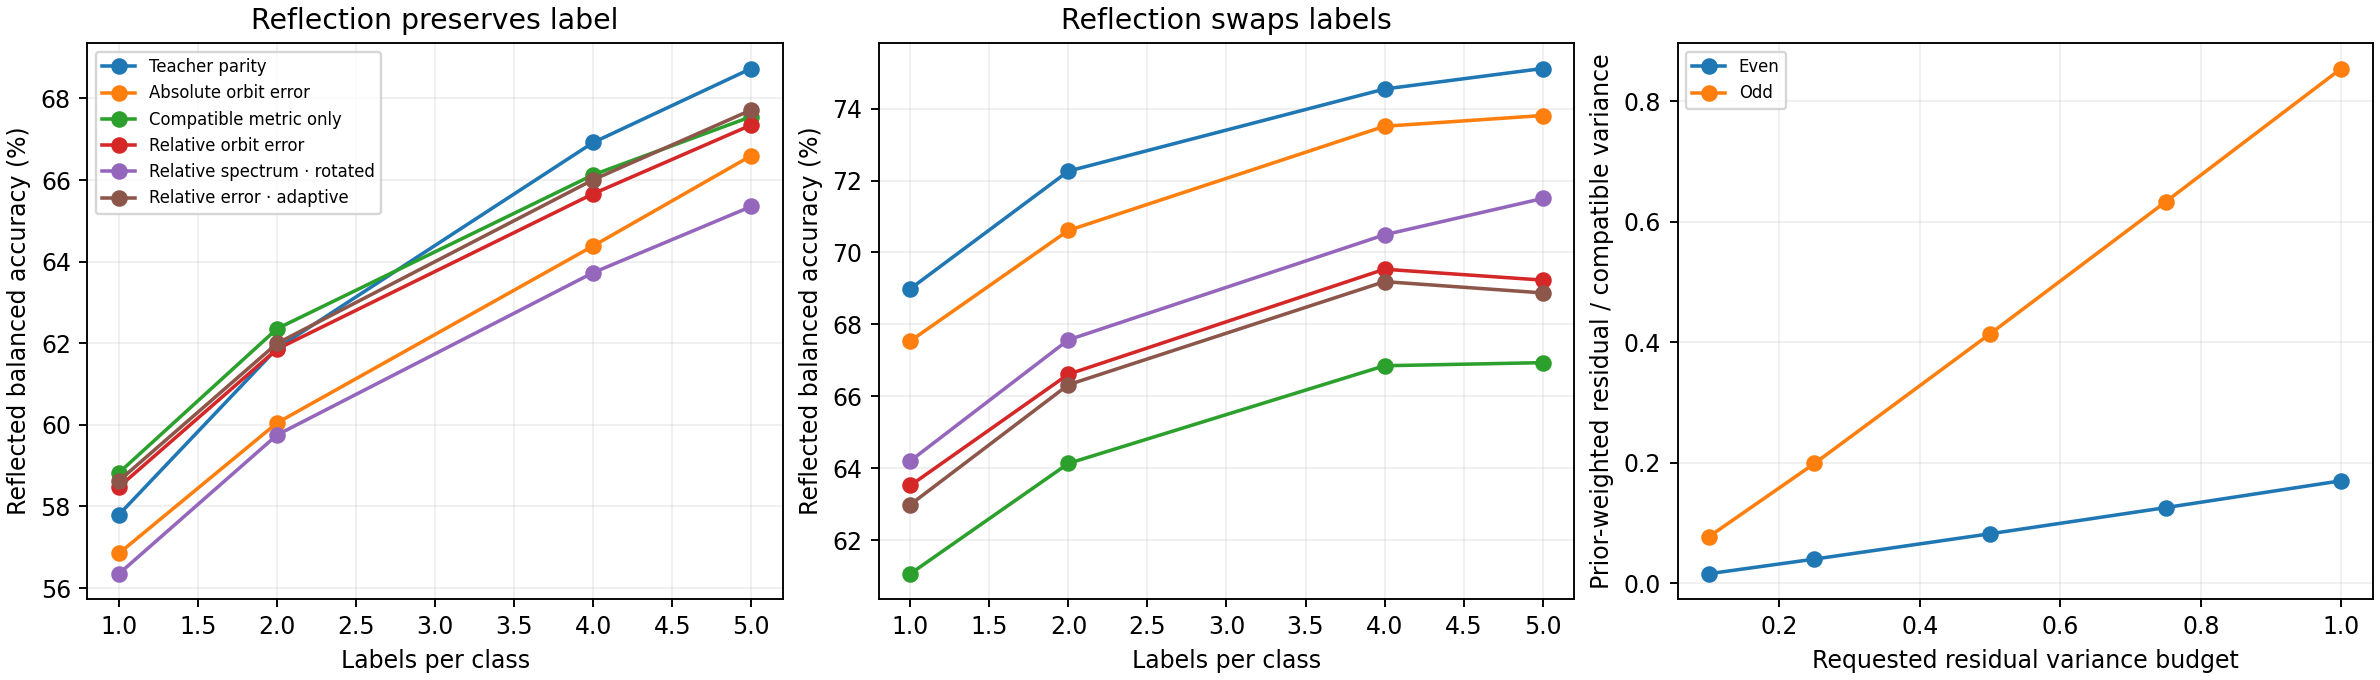 Reflection preserves label
Reflected balanced accuracy (%)
68
66
64
62
60
58
56
Teacher parity
Absolute orbit error
Compatible metric only
Relative orbit error
Relative spectrum · rotated
Relative error · adaptive
1.0 1.5 2.0 2.5 3.0 3.5 4.0 4.5 5.0
Labels per class
Reflection swaps labels
Reflected balanced accuracy (%)
74
72
70
68
66
64
62
1.0 1.5 2.0 2.5 3.0 3.5 4.0 4.5 5.0
Labels per class
Prior-weighted residual / compatible variance
0.8
0.6
0.4
0.2
0.0
Even
Odd
0.2 0.4 0.6 0.8 1.0
Requested residual variance budget